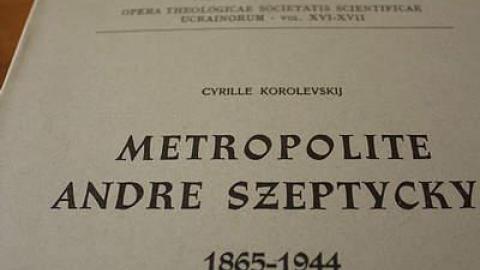 OPERA THEOLOGICAE SOCIETATIS SCIENTIFICAE
UCRAINORUM - VOL. XVI-XVII
CYRILLE KOROLEVSKIJ
METROPOLITE
ANDRE SZEPTYCKY
1865-1944